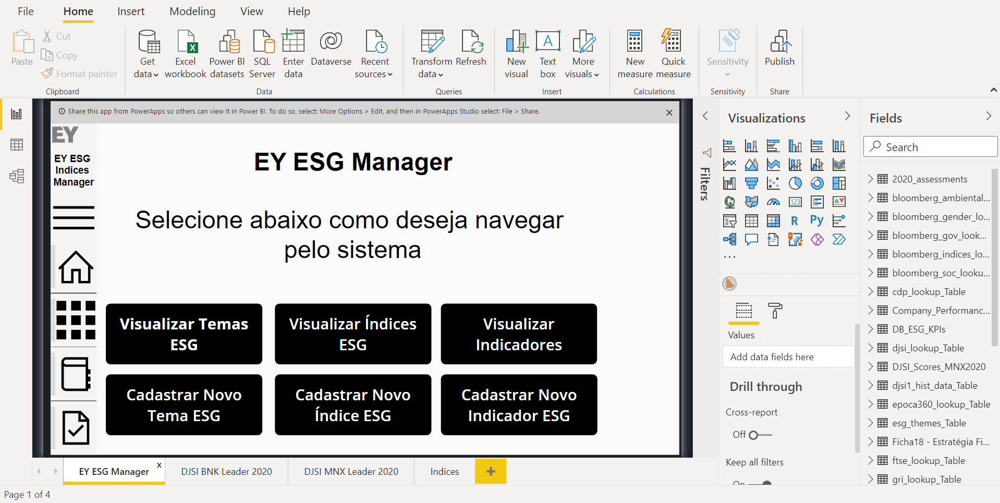 File
Home
Insert
Modeling
View
Help
Paste
Cut
Copy
Format painter
Clipboard
Get
data
Excel
workbook
Power BI
datasets
SQL
Server
Enter
data
Dataverse
Recent
sources
Data
Transform
data
Refresh
Queries
New
visual
Text
box
More
visuals
Insert
New
measure
Quick
measure
Calculations
Sensitivity
Sensitivity
Publish
Share
Share this app from PowerApps so others can view it in Power BI. To do so, select: More Options > Edit, and then in PowerApps Studio select: File > Share.
EY
EY ESG
Indices
Manager
EY ESG Manager
Selecione abaixo como deseja navegar
pelo sistema
Visualizar Temas
ESG
Visualizar Índices
ESG
Visualizar
Indicadores
Cadastrar Novo
Tema ESG
Cadastrar Novo
Índice ESG
Cadastrar Novo
Indicador ESG
Filters
Visualizations
123
R
Py
...
Values
Add data fields here
Drill through
Cross-report
Off
Keep all filters
On
Fields
Search
2020_assessments
bloomberg_ambiental...
bloomberg_gender_lo...
bloomberg_gov_look...
bloomberg_indices_lo...
bloomberg_soc_looku...
cdp_lookup_Table
Company_Performanc...
DB_ESG_KPIs
djsi_lookup_Table
DJSI_Scores_MNX2020
djsi1_hist_data_Table
epoca360_lookup_Table
esg_themes_Table
Ficha18 - Estratégia Fi...
ftse_lookup_Table
gri_lookup_Table
EY ESG Manager
x
DJSI BNK Leader 2020
DJSI MNX Leader 2020
Indices
Page 1 of 4